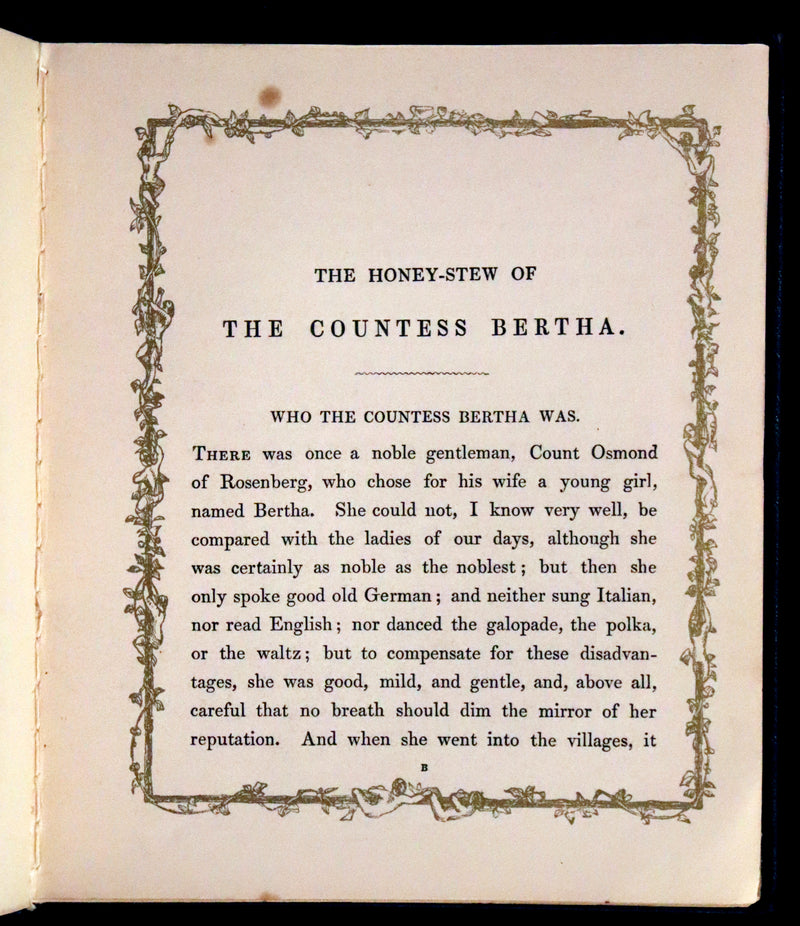 THE HONEY-STEW OF
THE COUNTESS BERTHA.
WHO THE COUNTESS BERTHA WAS.
THERE was once a noble gentleman, Count Osmond
of Rosenberg, who chose for his wife a young girl,
named Bertha. She could not, I know very well, be
compared with the ladies of our days, although she
was certainly as noble as the noblest; but then she
only spoke good old German; and neither sung Italian,
nor read English; nor danced the galopade, the polka,
or the waltz; but to compensate for these disadvan-
tages, she was good, mild, and gentle, and, above all,
careful that no breath should dim the mirror of her
reputation. And when she went into the villages, it
B